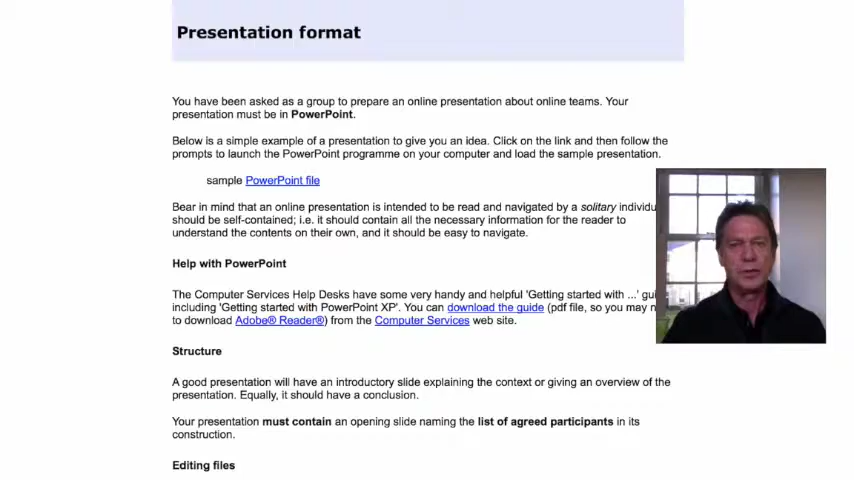 Presentation format
You have been asked as a group to prepare an online presentation about online teams. Your
presentation must be in PowerPoint.
Below is a simple example of a presentation to give you an idea. Click on the link and then follow the
prompts to launch the PowerPoint programme on your computer and load the sample presentation.
sample PowerPoint file
Bear in mind that an online presentation is intended to be read and navigated by a solitary
should be self-contained; i.e. it should contain all the necessary information for the reader to
understand the contents on their own, and it should be easy to navigate.
Help with PowerPoint
The Computer Services Help Desks have some very handy and helpful 'Getting started with ...'
including 'Getting started with PowerPoint XP'. You can download the guide (pdf file, so you may
to download Adobe® Reader®) from the Computer Services web site.
Structure
A good presentation will have an introductory slide explaining the context or giving an overview of the
presentation. Equally, it should have a conclusion.
Your presentation must contain an opening slide naming the list of agreed participants in its
construction.
Editing files